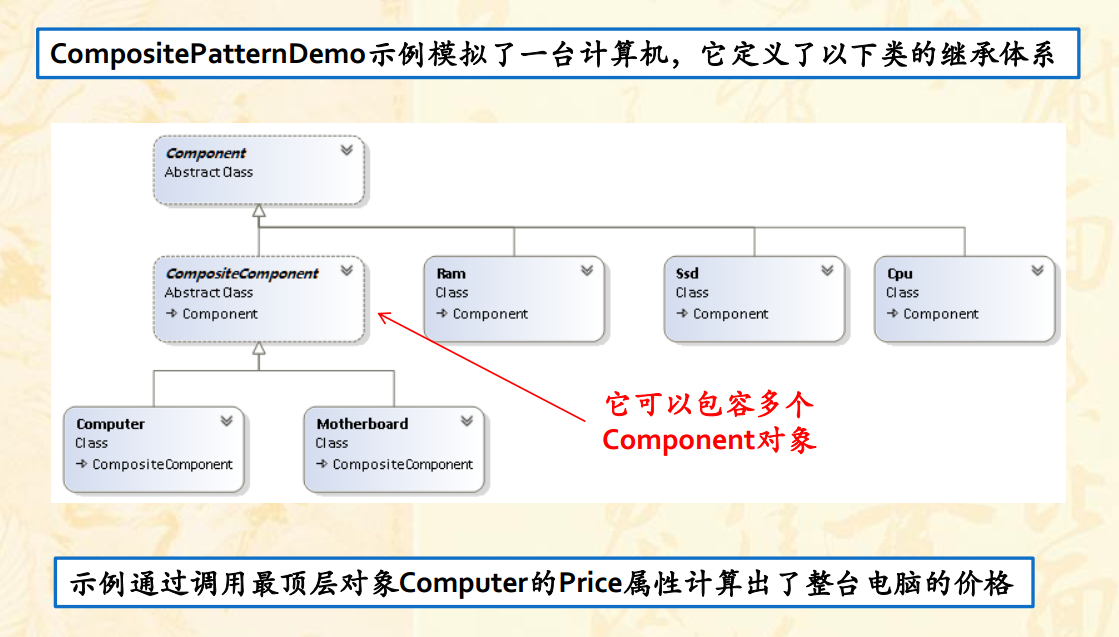 CompositePatternDemo示例模拟了一台计算机，它定义了以下类的继承体系
Component
Abstract Class
CompositeComponent
Abstract Class
Component
Ram
Class
Component
Ssd
Class
Component
Cpu
Class
Component
它可以包容多个
Component对象
Computer
Class
CompositeComponent
Motherboard
Class
CompositeComponent
示例通过调用最顶层对象Computer的Price属性计算出了整台电脑的价格